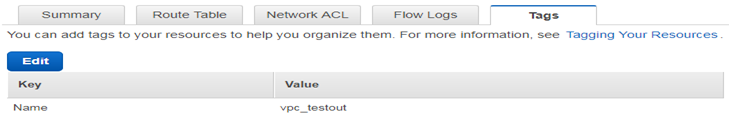 Summary Route Table Network ACL Flow Logs Tags
You can add tags to your resources to help you organize them. For more information, see Tagging Your Resources.
Edit
Key Value
Name vpc_testout